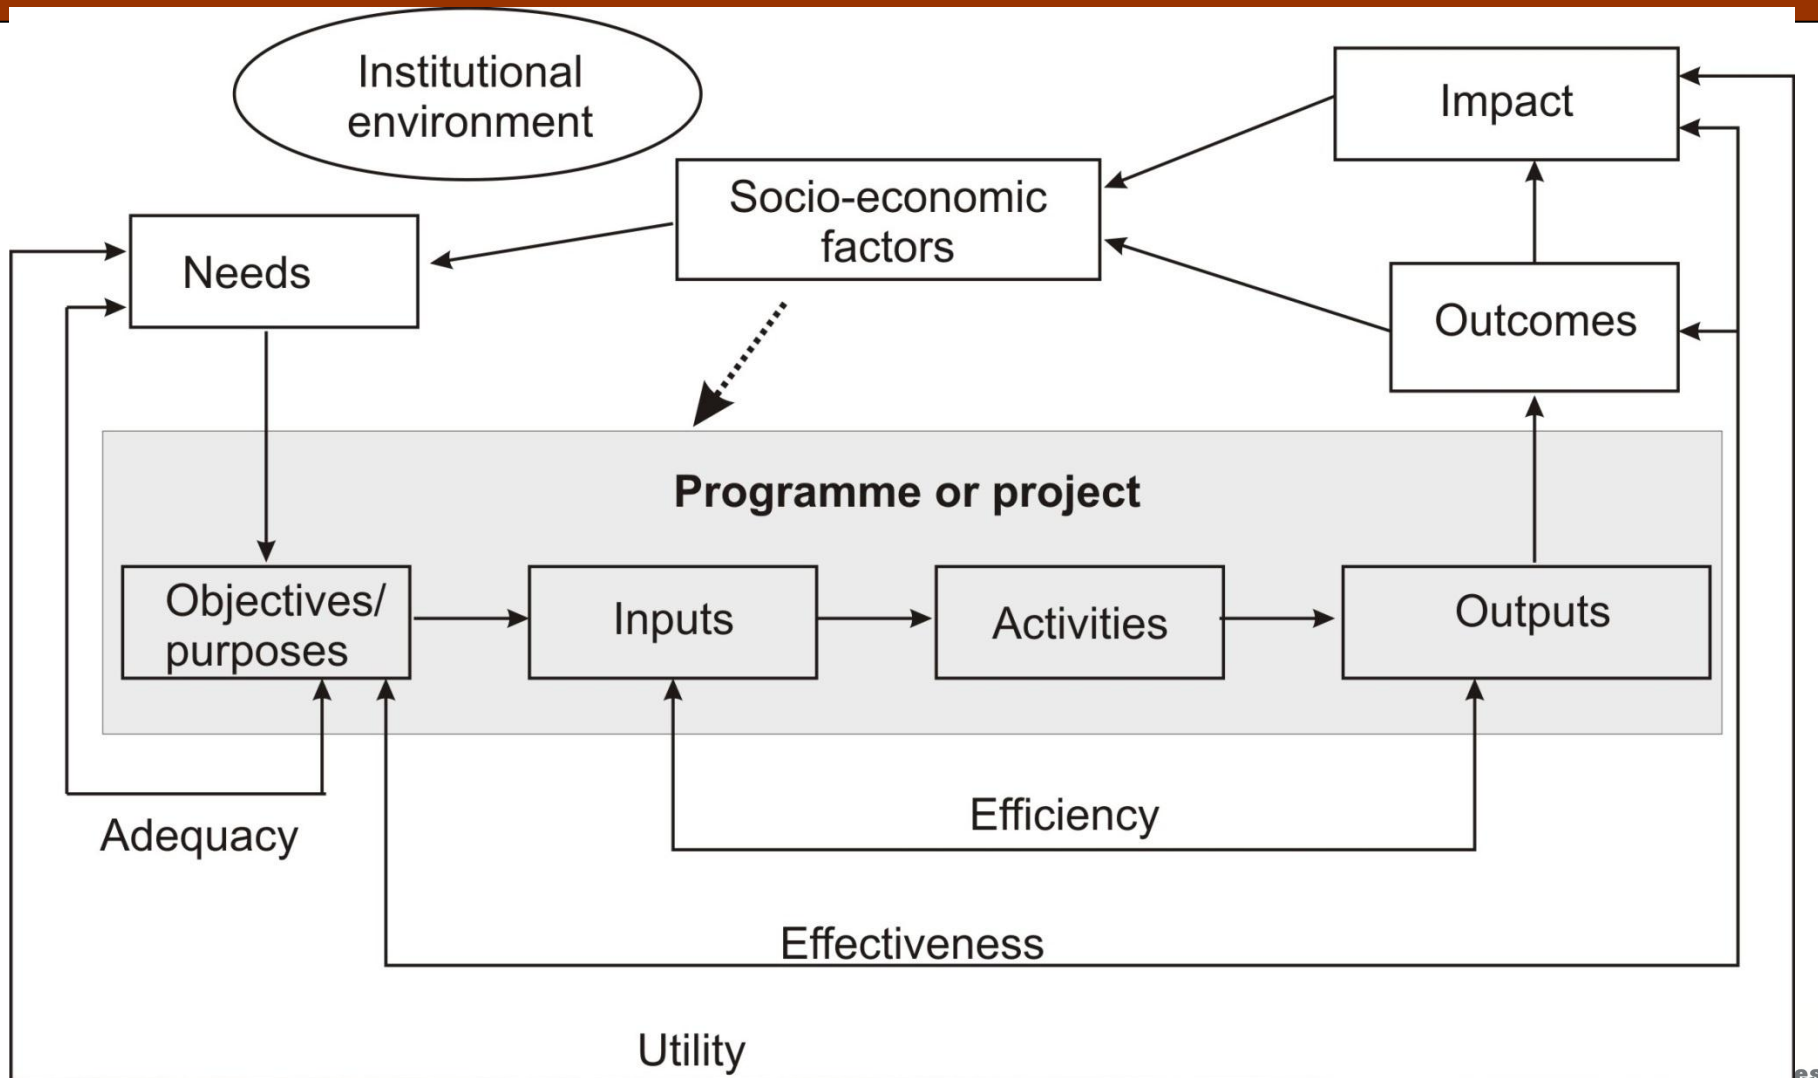 Institutional
environment
Impact
Socio-economic
factors
Needs
Outcomes
Programme or project
Objectives/
purposes
Inputs
Activities
Outputs
Efficiency
Adequacy
Effectiveness
Utility